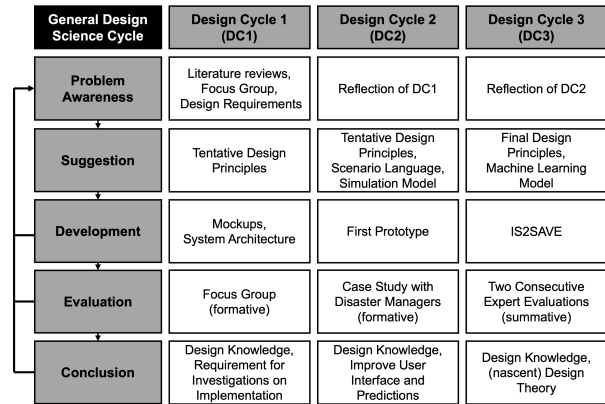 General Design
Science Cycle
Design Cycle 1
(DC1)
Design Cycle 2
(DC2)
Design Cycle 3
(DC3)
Problem
Awareness
Literature reviews,
Focus Group,
Design Requirements
Reflection of DC1
Reflection of DC2
Suggestion
Tentative Design
Principles
Tentative Design
Principles,
Scenario Language,
Simulation Model
Final Design
Principles,
Machine Learning
Model
Development
Mockups,
System Architecture
First Prototype
IS2SAVE
Evaluation
Focus Group
(formative)
Case Study with
Disaster Managers
(formative)
Two Consecutive
Expert Evaluations
(summative)
Conclusion
Design Knowledge,
Requirement for
Investigations on
Implementation
Design Knowledge,
Improve User
Interface and
Predictions
Design Knowledge,
(nascent) Design
Theory